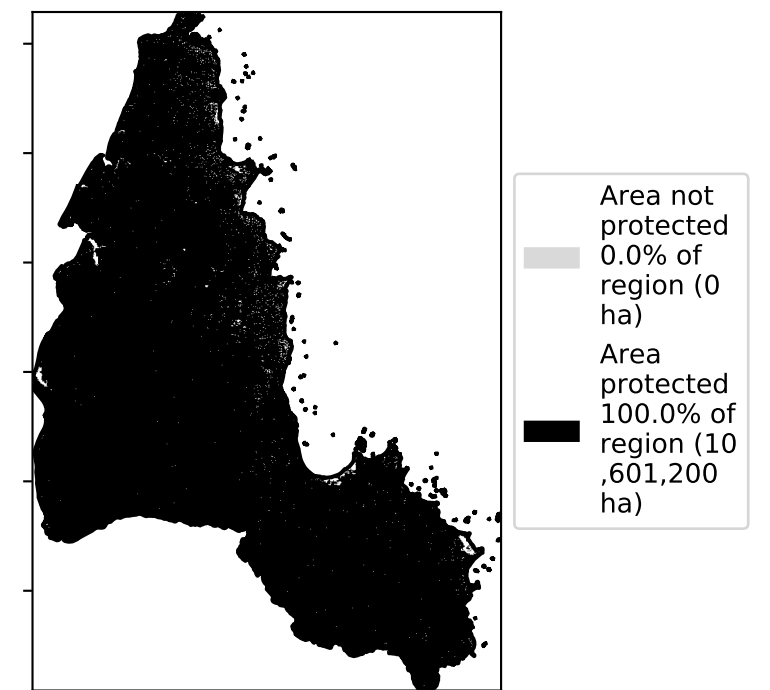 Area not
protected
0.0% of
region (0
ha)
Area
protected
100.0% of
region (10
,601,200
ha)